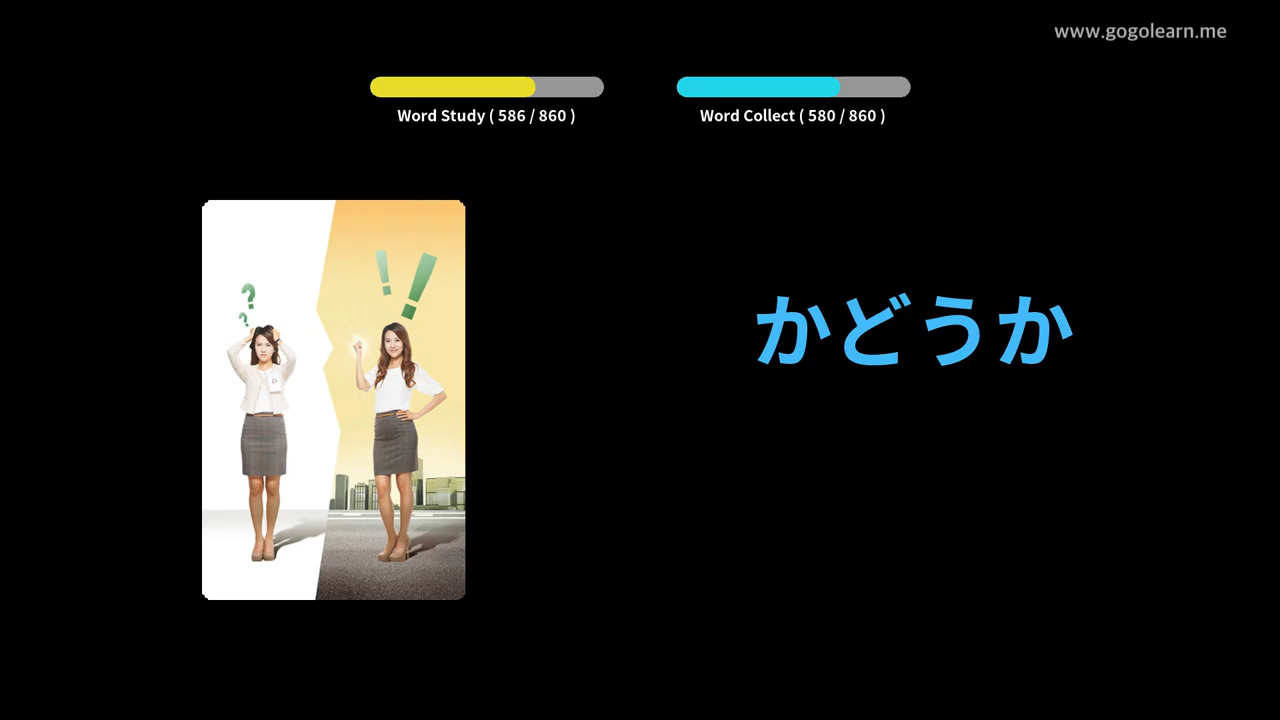 www.gogolearn.me
Word Study ( 586 / 860 )
Word Collect ( 580 / 860 )
? ?
! !
かどうか